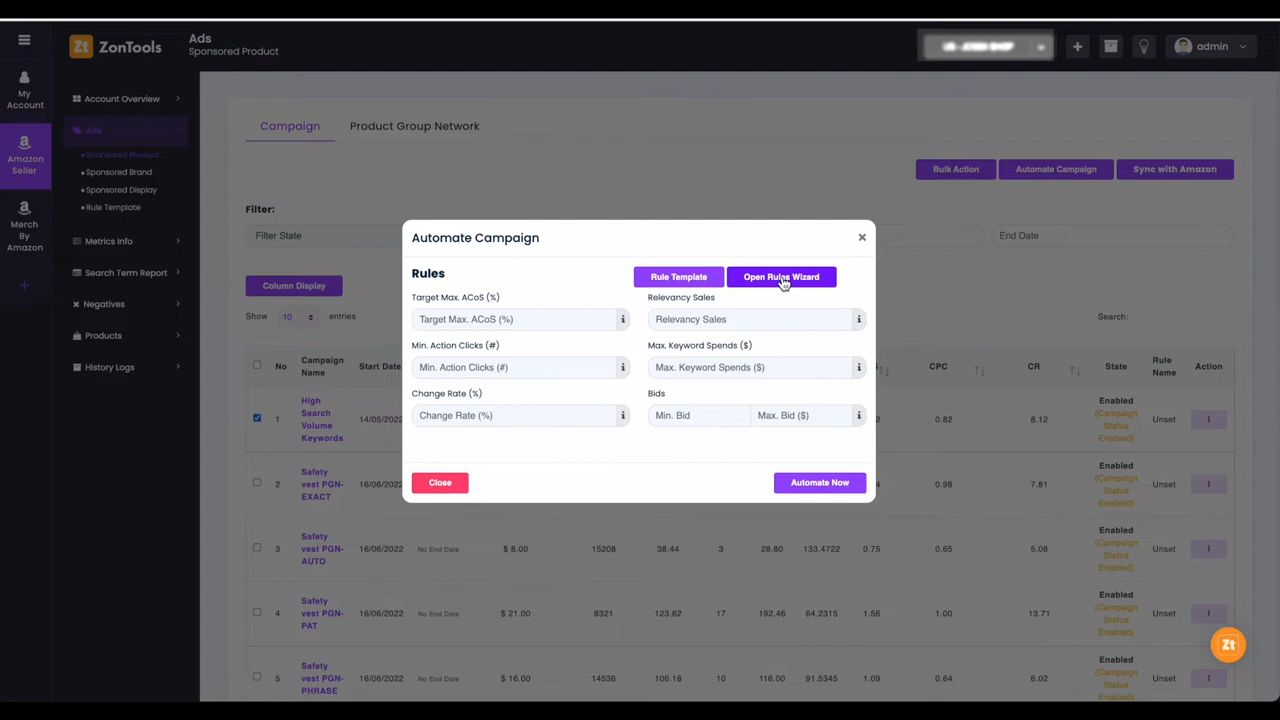 Zt ZonTools
Ads
Sponsored Product
admin
My
Account
Amazon
Seller
Merch
By
Amazon
Account Overview
Ads
Sponsored Product
Sponsored Brand
Sponsored Display
Rule Template
Metrics Info
Search Term Report
Negatives
Products
History Logs
Campaign
Product Group Network
Bulk Action
Automate Campaign
Sync with Amazon
Filter:
Filter State
End Date
Column Display
Show 10 entries
Search:
Automate Campaign
×
Rules
Rule Template
Open Rules Wizard
Target Max. ACoS (%)
Relevancy Sales
Target Max. ACoS (%)
Relevancy Sales
Min. Action Clicks (#)
Max. Keyword Spends ($)
Min. Action Clicks (#)
Max. Keyword Spends ($)
Change Rate (%)
Bids
Change Rate (%)
Min. Bid
Max. Bid ($)
Close
Automate Now
No
Campaign
Name
Start Date
CPC
CR
State
Rule
Name
Action
1
High
Search
Volume
Keywords
14/05/2022
0.82
8.12
Enabled
(Campaign
Status
Enabled)
Unset
2
Safety
vest PGN-
EXACT
0.98
7.81
Enabled
(Campaign
Status
Enabled)
Unset
3
Safety
vest PGN-
AUTO
16/06/2022
No End Date
$ 8.00
15208
38.44
3
28.80
133.4722
0.75
0.65
5.08
Enabled
(Campaign
Status
Enabled)
Unset
4
Safety
vest PGN-
PAT
16/06/2022
No End Date
$ 21.00
8321
123.62
17
192.46
64.2315
1.56
1.00
13.71
Enabled
(Campaign
Status
Enabled)
Unset
5
Safety
vest PGN-
PHRASE
16/06/2022
No End Date
$ 16.00
14536
106.18
10
116.00
91.5345
1.09
0.64
6.02
Enabled
(Campaign
Status
Enabled)
Unset
Zt